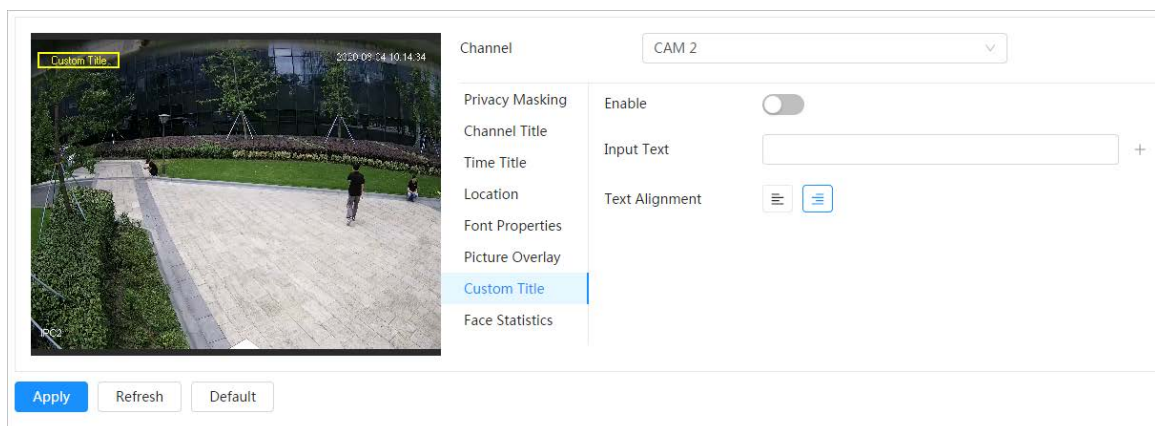 Channel
CAM 2
Custom Title
2020-09-04 10:14:34
IPC2
Privacy Masking
Channel Title
Time Title
Location
Font Properties
Picture Overlay
Custom Title
Face Statistics
Enable
Input Text
+
Text Alignment
Apply
Refresh
Default